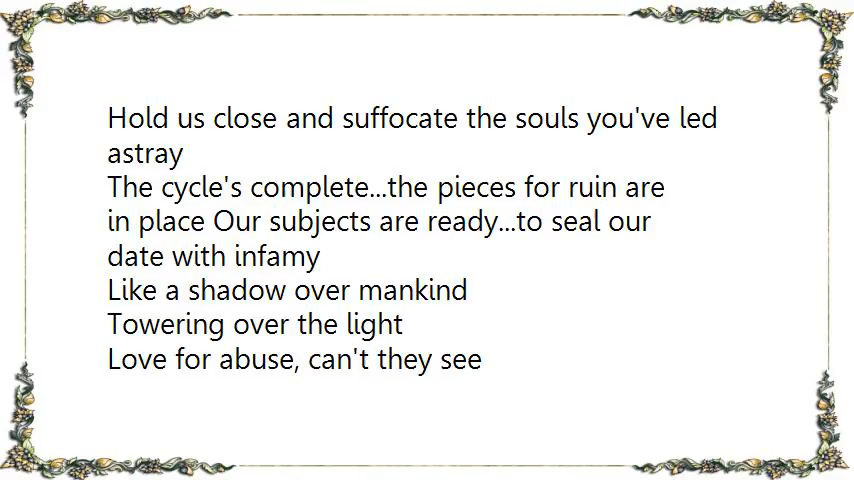 Hold us close and suffocate the souls you've led
astray
The cycle's complete...the pieces for ruin are
in place Our subjects are ready...to seal our
date with infamy
Like a shadow over mankind
Towering over the light
Love for abuse, can't they see